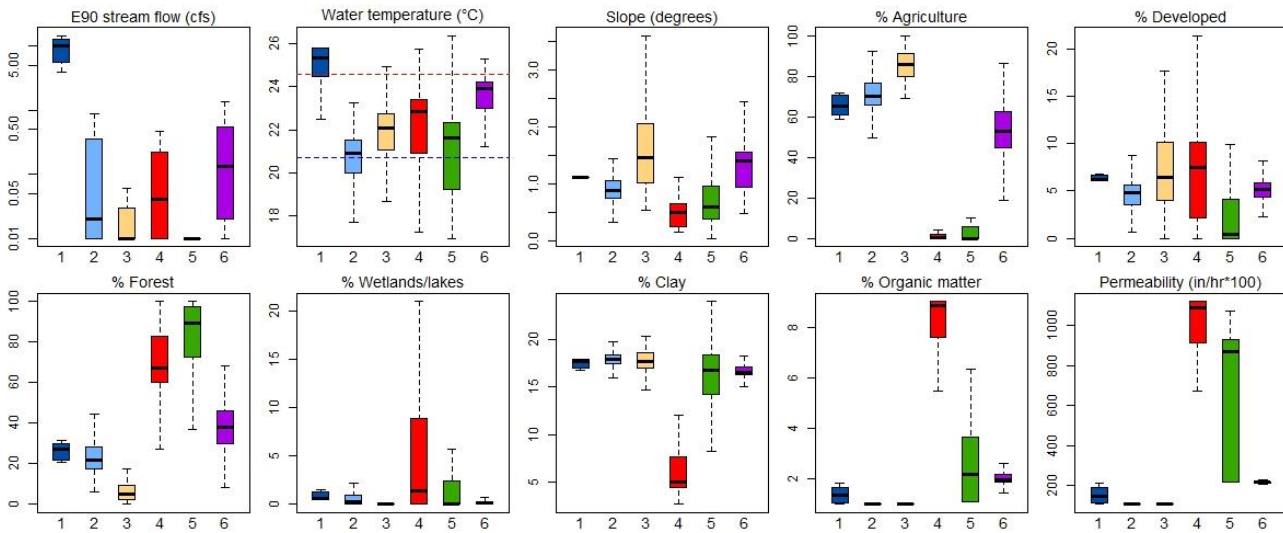 E90 stream flow (cfs)
5.00
0.50
0.05
0.01
1 2 3 4 5 6
Water temperature (°C)
26
24
22
20
18
1 2 3 4 5 6
Slope (degrees)
3.0
2.0
1.0
0.0
1 2 3 4 5 6
% Agriculture
100
80
60
40
20
0
1 2 3 4 5 6
% Developed
20
15
10
5
0
1 2 3 4 5 6
% Forest
100
80
60
40
20
0
1 2 3 4 5 6
% Wetlands/lakes
20
15
10
5
0
1 2 3 4 5 6
% Clay
20
15
10
5
1 2 3 4 5 6
% Organic matter
8
6
4
2
1 2 3 4 5 6
Permeability (in/hr*100)
1000
800
600
400
200
1 2 3 4 5 6